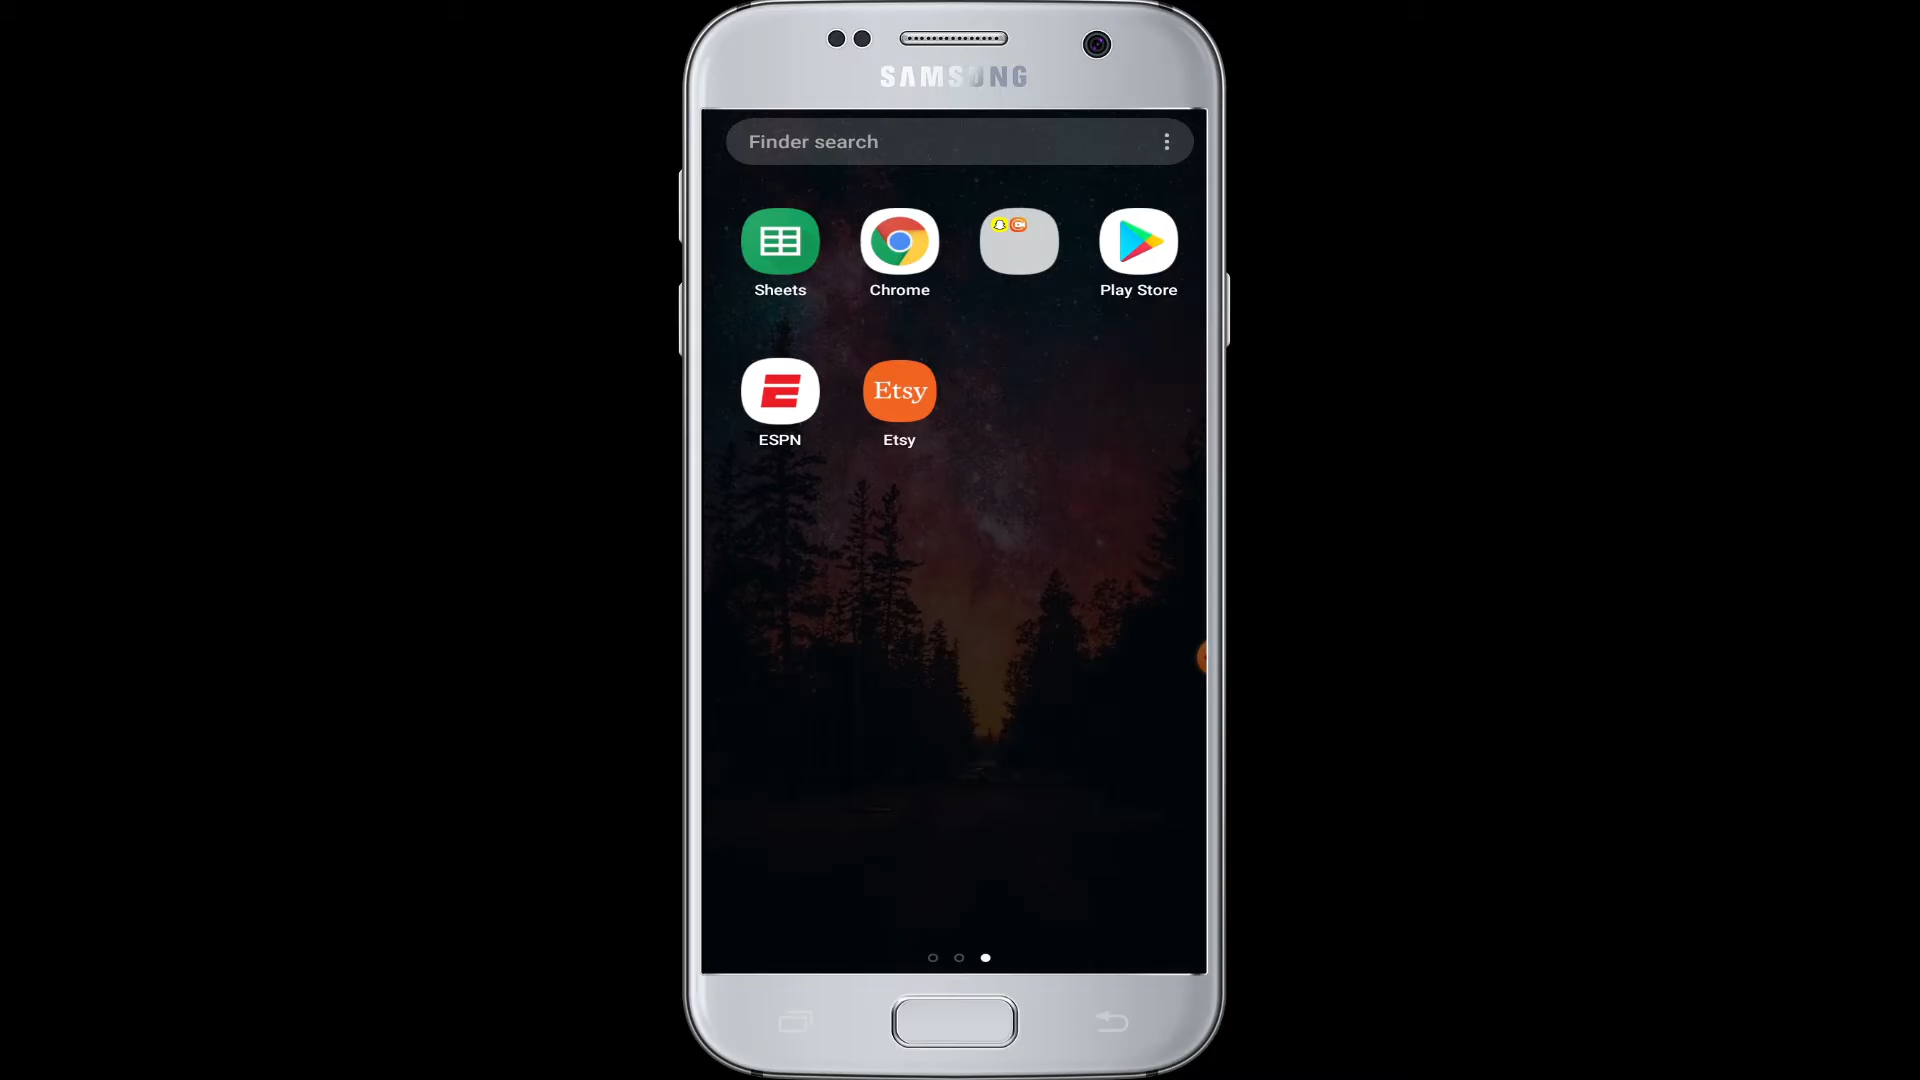 SAMSUNG
Finder search
Sheets
Chrome
Play Store
Etsy
ESPN
Etsy